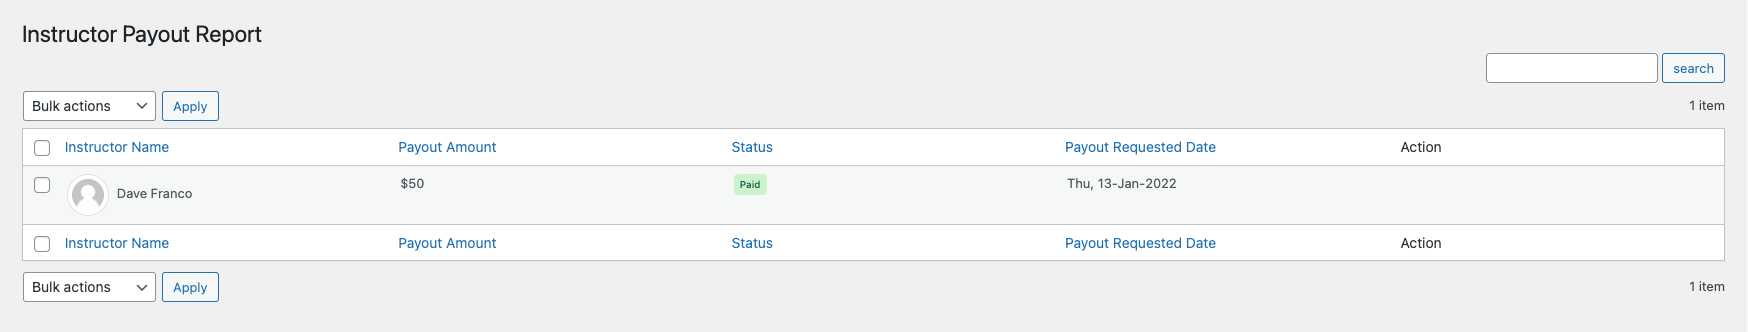 Instructor Payout Report
search
Bulk actions Apply 1 item
Instructor Name Payout Amount Status Payout Requested Date Action
Dave Franco $50 Paid Thu, 13-Jan-2022
Instructor Name Payout Amount Status Payout Requested Date Action
Bulk actions Apply 1 item